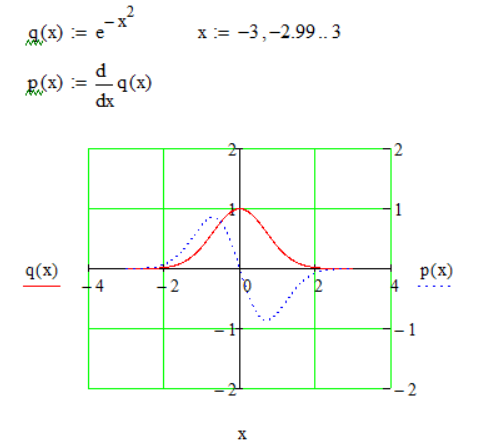 q(x) := e^{-x^2} x := -3, -2.99 .. 3
p(x) := d/dx q(x)
2 2
1 1
q(x) -4 -2 0 2 4 p(x)
-1 -1
-2 -2
x